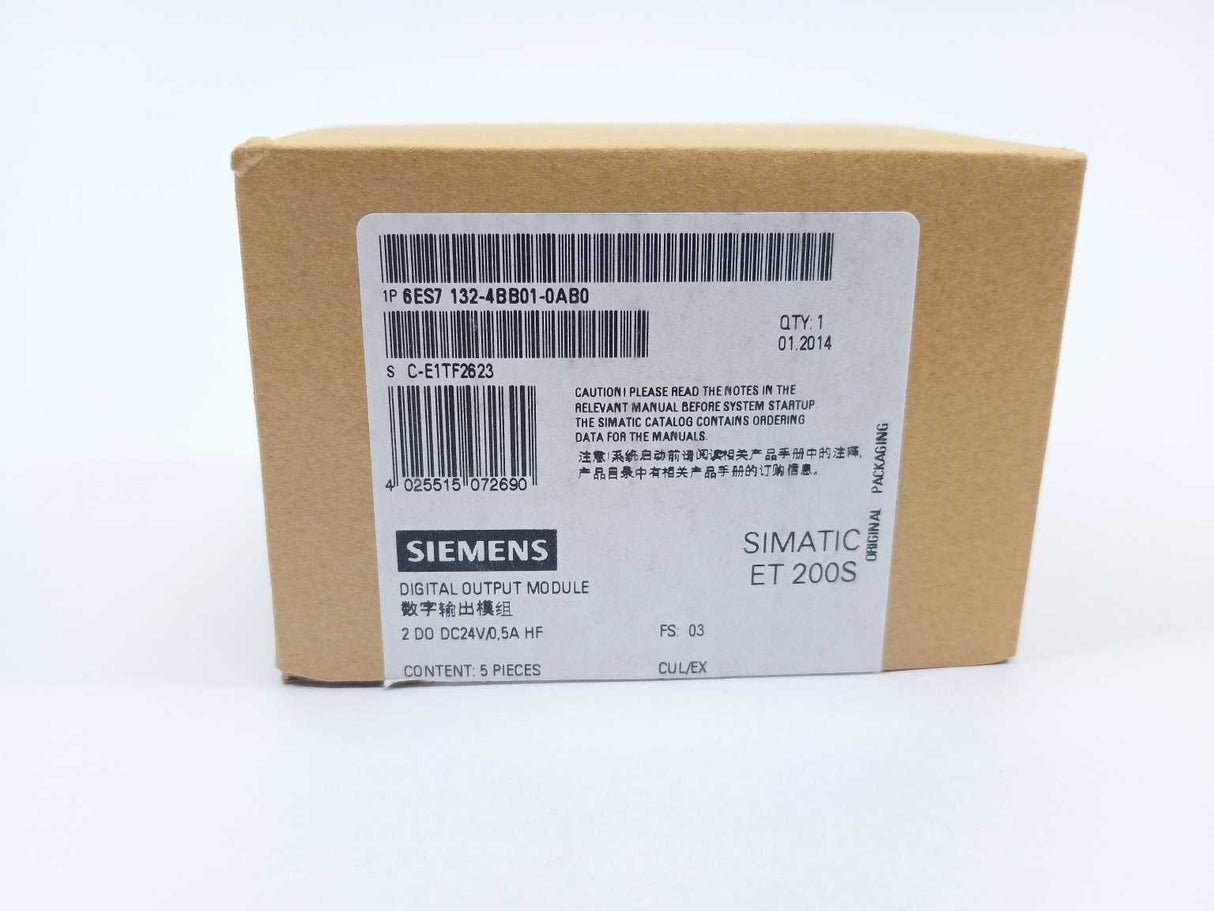 1P 6ES7 132-4BB01-0AB0
QTY: 1
01.2014
S C-E1TF2623
CAUTION! PLEASE READ THE NOTES IN THE
RELEVANT MANUAL BEFORE SYSTEM STARTUP
THE SIMATIC CATALOG CONTAINS ORDERING
DATA FOR THE MANUALS.
注意!系统启动前请阅读相关产品手册中的注释,
产品目录中有相关产品手册的订购信息。
4 025515 072690
ORIGINAL PACKAGING
SIEMENS
SIMATIC
ET 200S
DIGITAL OUTPUT MODULE
数字输出模组
2 DO DC24V/0,5A HF
FS: 03
CONTENT: 5 PIECES
CUL/EX